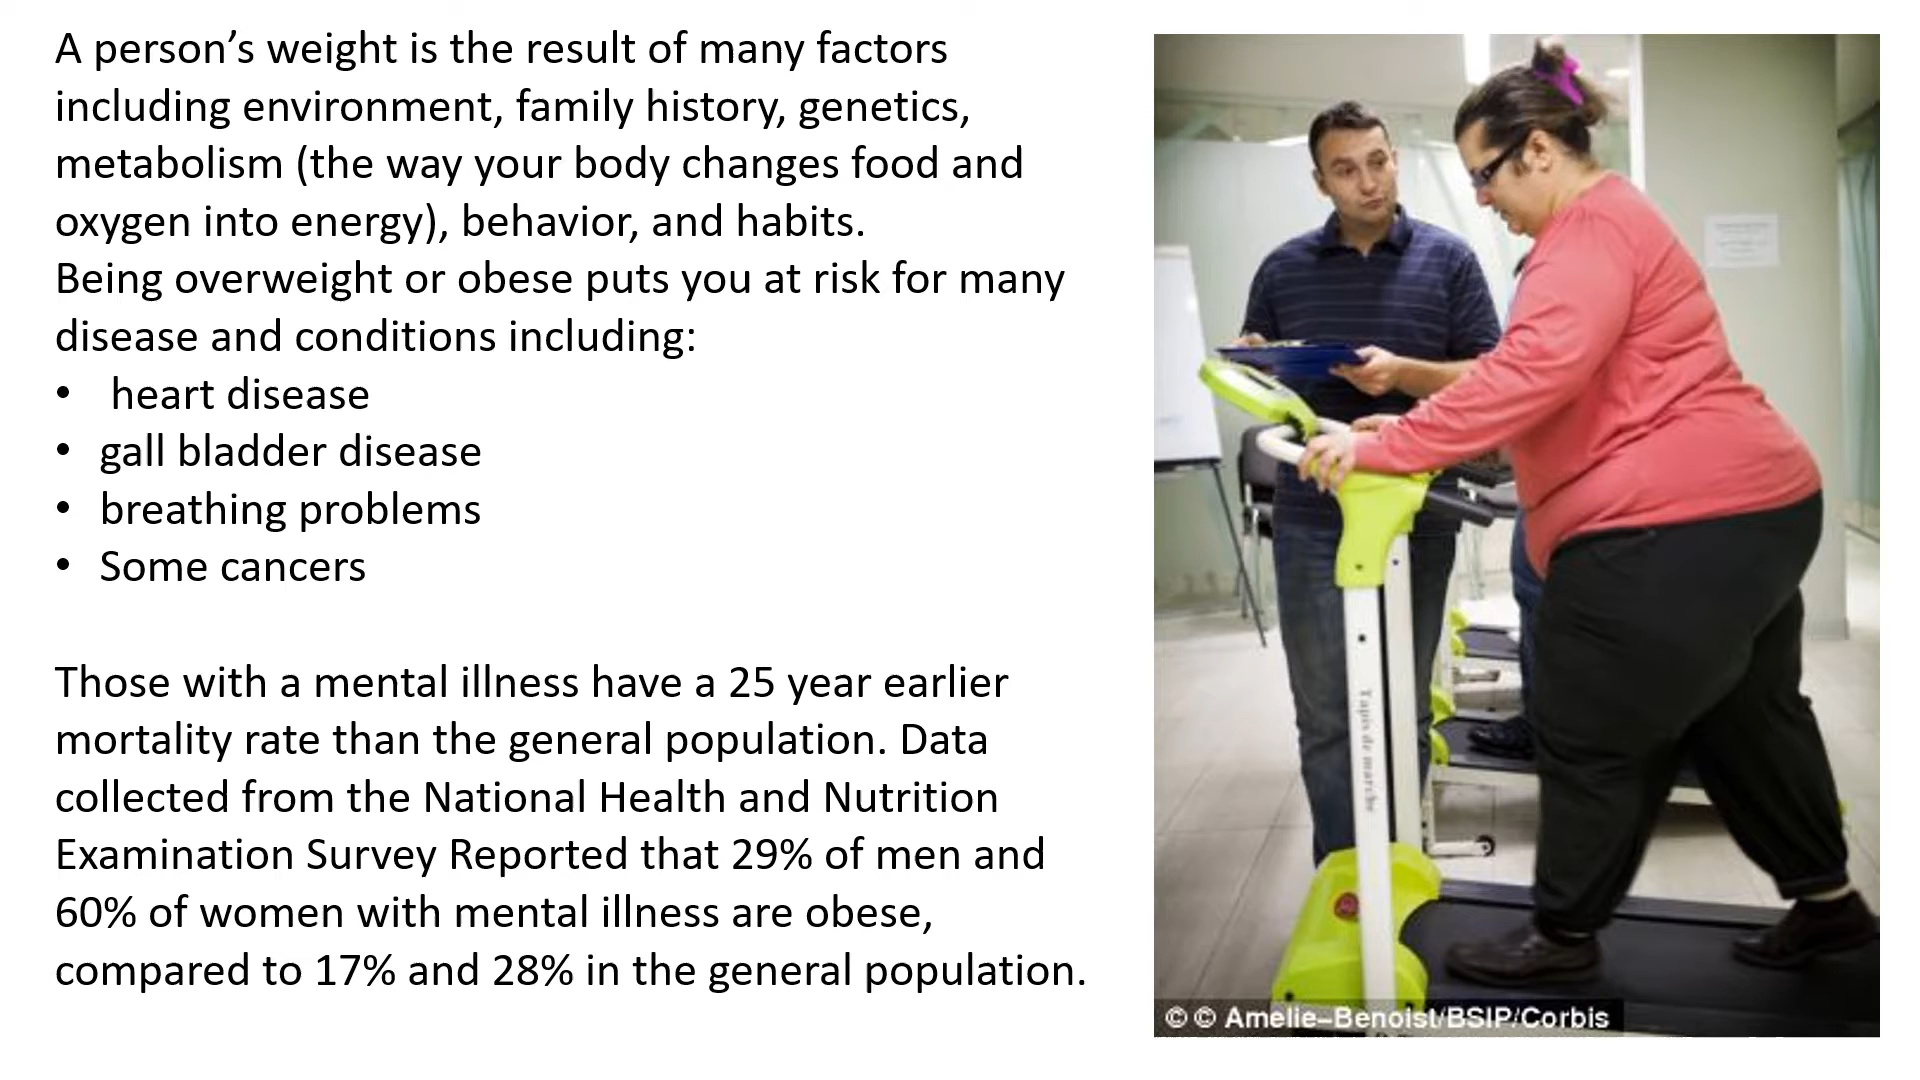 A person’s weight is the result of many factors
including environment, family history, genetics,
metabolism (the way your body changes food and
oxygen into energy), behavior, and habits.
Being overweight or obese puts you at risk for many
disease and conditions including:
• heart disease
• gall bladder disease
• breathing problems
• Some cancers
Those with a mental illness have a 25 year earlier
mortality rate than the general population. Data
collected from the National Health and Nutrition
Examination Survey Reported that 29% of men and
60% of women with mental illness are obese,
compared to 17% and 28% in the general population.
Tapis de marche
© © Amelie–Benoist/BSIP/Corbis